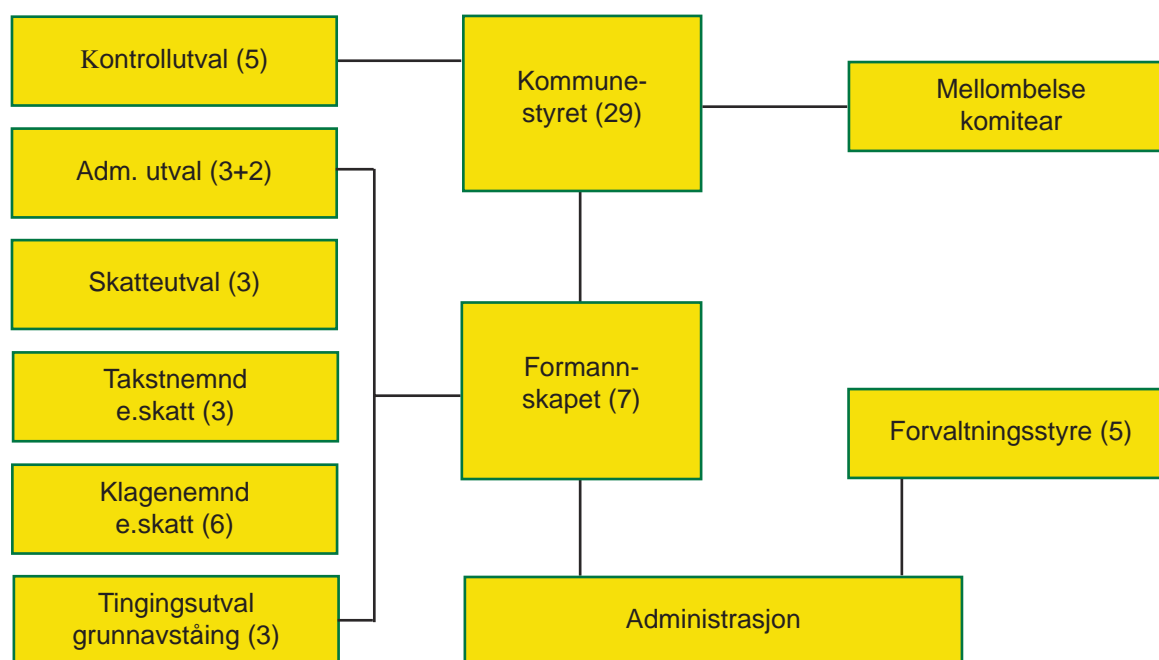 Kontrollutval (5)
Adm. utval (3+2)
Skatteutval (3)
Takstnemnd
e.skatt (3)
Klagenemnd
e.skatt (6)
Tingingsutval
grunnavståing (3)
Kommune-
styret (29)
Formann-
skapet (7)
Administrasjon
Mellombelse
komitear
Forvaltningsstyre (5)